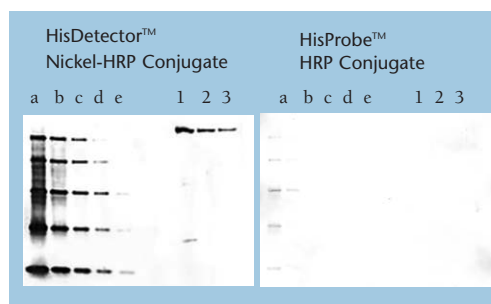 HisDetector™
Nickel-HRP Conjugate
a b c d e 1 2 3
HisProbe™
HRP Conjugate
a b c d e 1 2 3